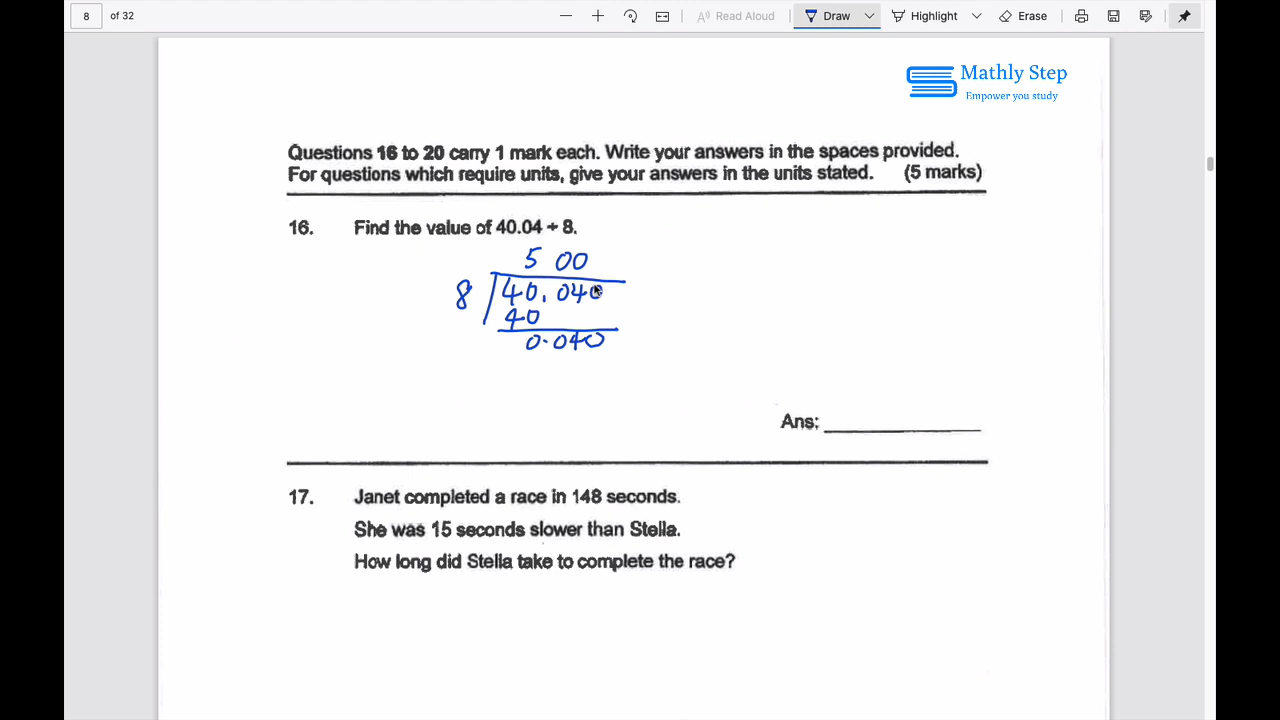 8 of 32
Read Aloud
Draw
Highlight
Erase
Mathly Step
Empower you study
Questions 16 to 20 carry 1 mark each. Write your answers in the spaces provided.
For questions which require units, give your answers in the units stated. (5 marks)
16. Find the value of 40.04 ÷ 8.
5 00
8 40.040
40
0.040
Ans:
17. Janet completed a race in 148 seconds.
She was 15 seconds slower than Stella.
How long did Stella take to complete the race?